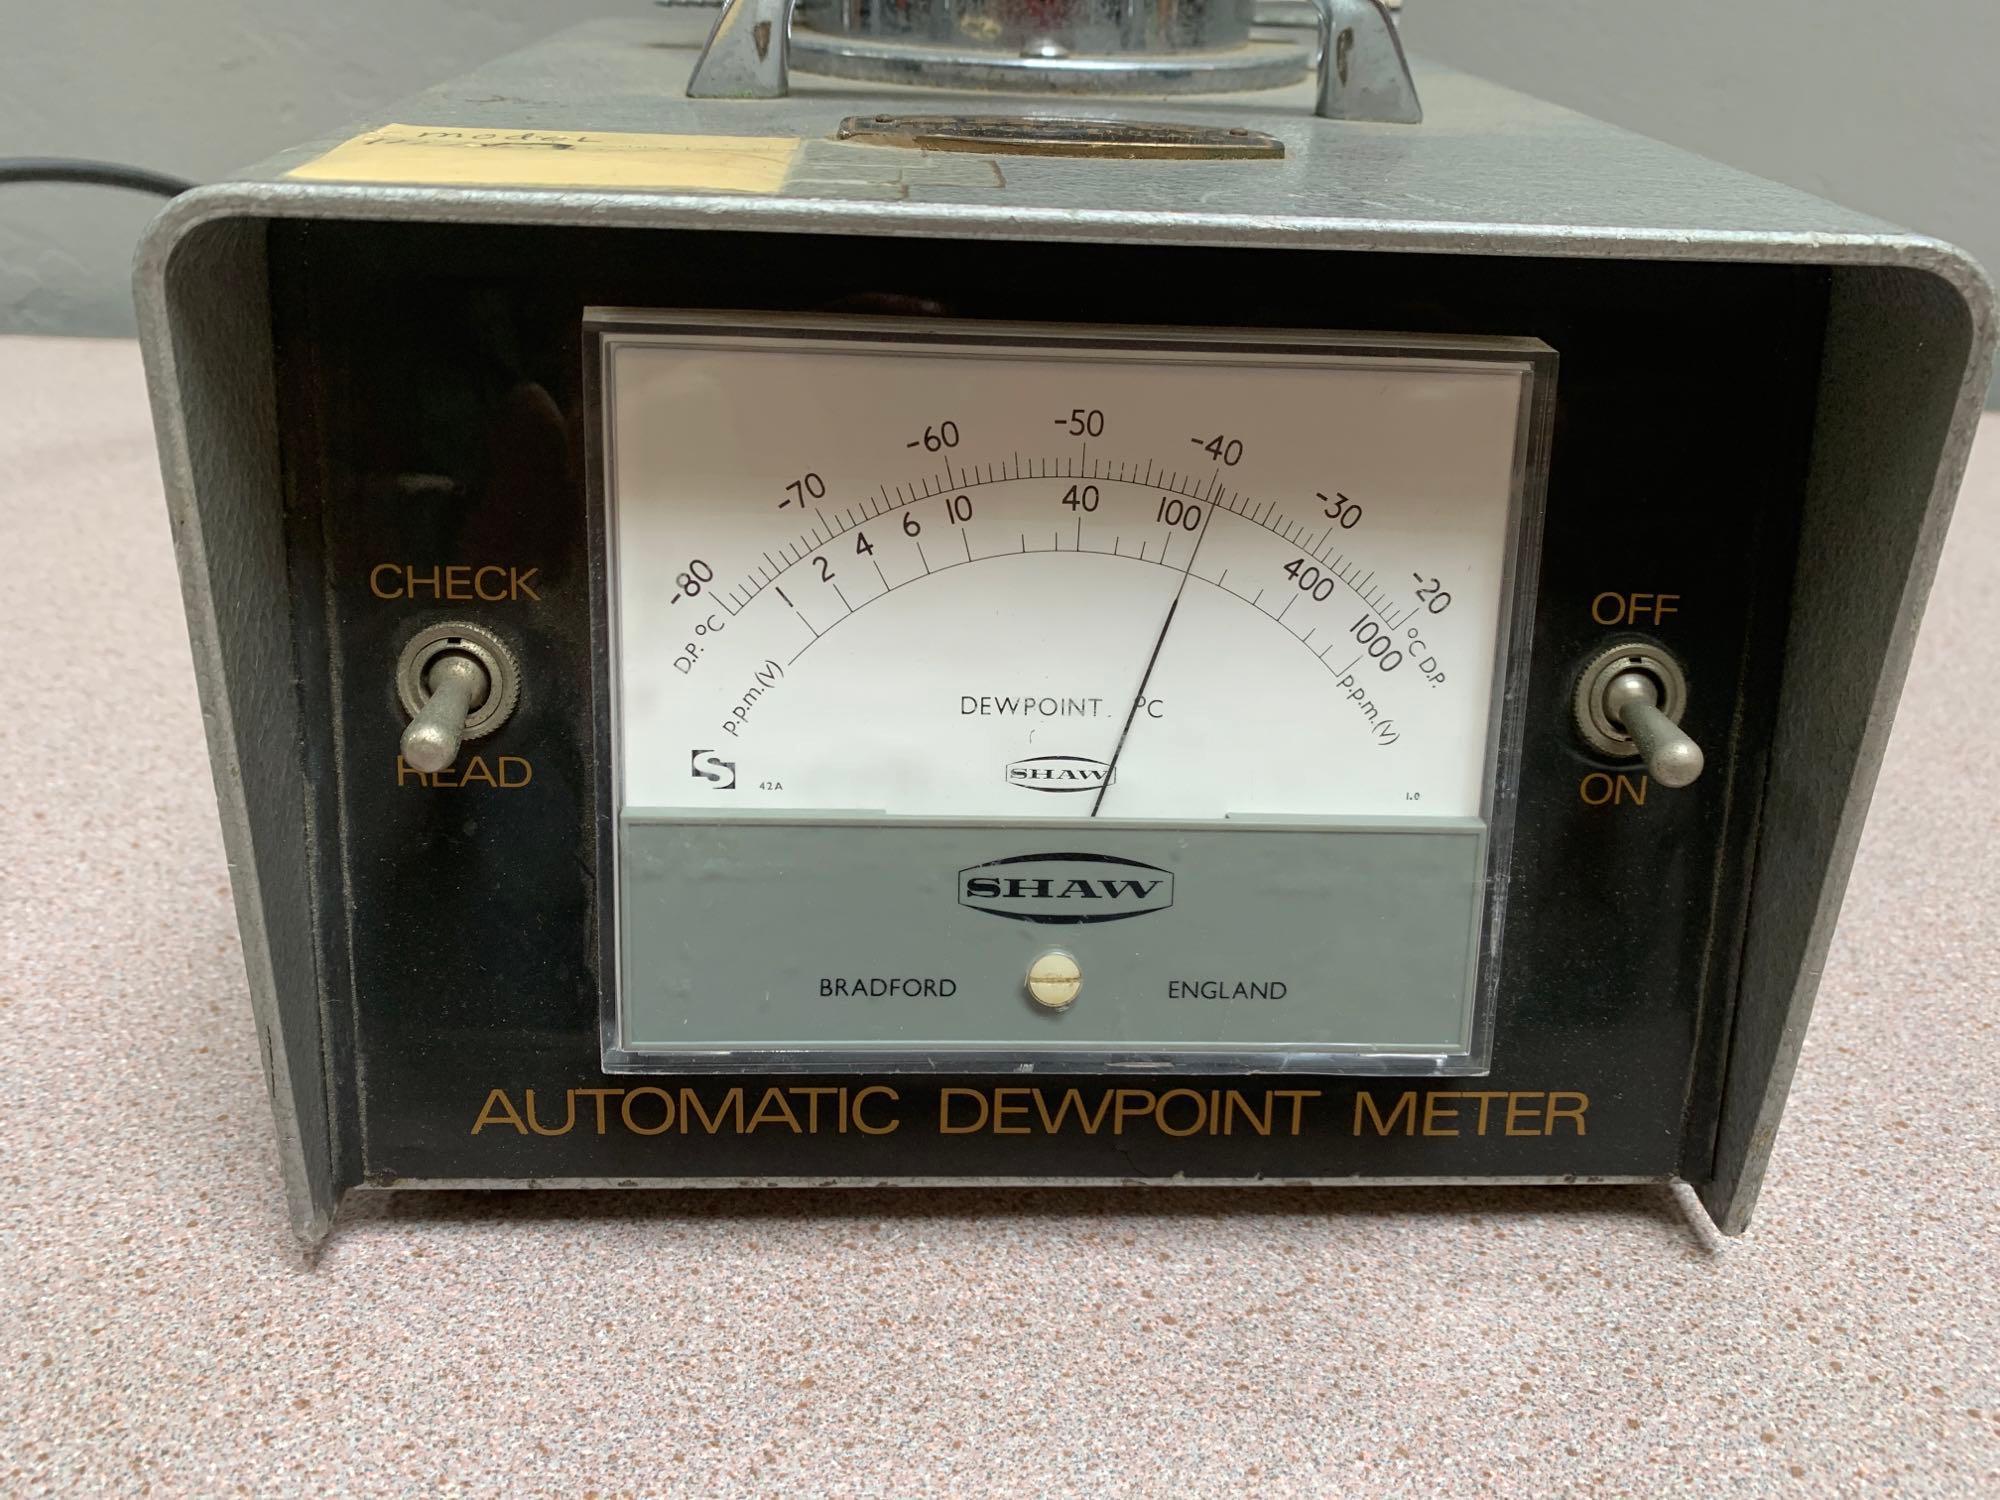 model
CHECK
READ
OFF
ON
-80 -70 -60 -50 -40 -30 -20
D.P. °C
°C D.P.
1 2 4 6 10 40 100 400 1000
p.p.m.(v)
p.p.m.(v)
DEWPOINT. °C
SHAW
S
42A
1.0
SHAW
BRADFORD ENGLAND
AUTOMATIC DEWPOINT METER